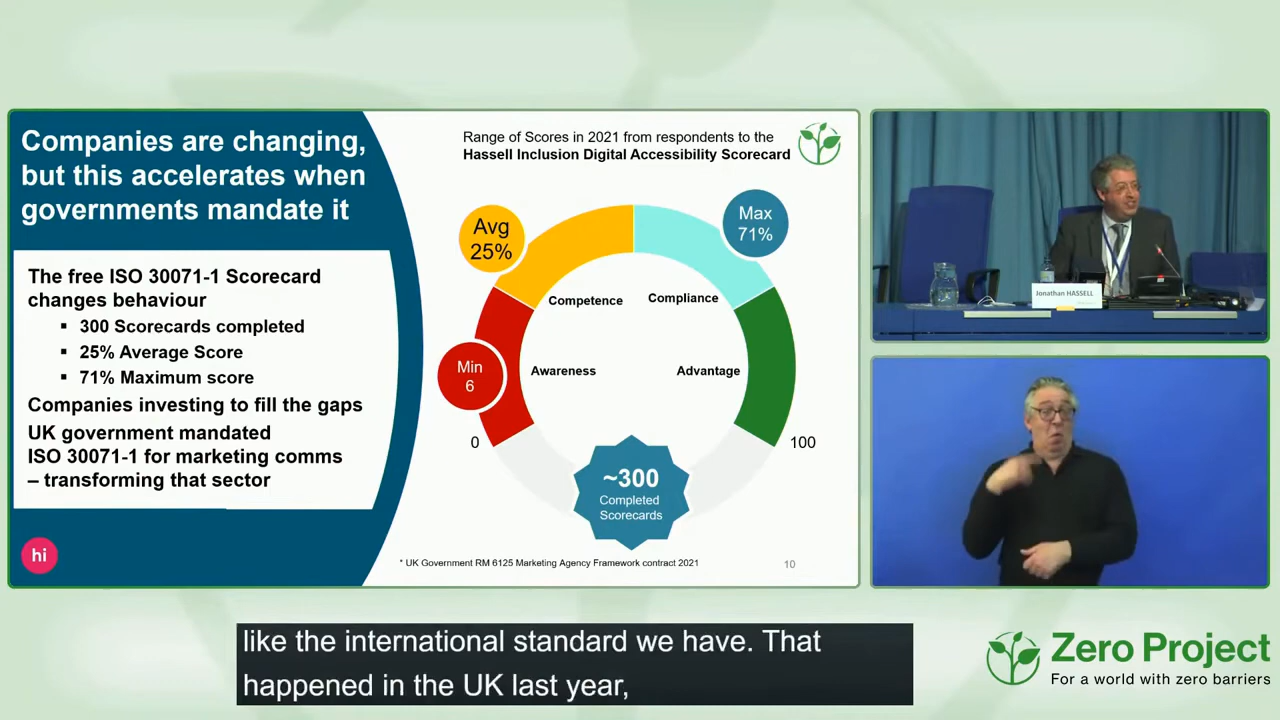 Companies are changing,
but this accelerates when
governments mandate it
The free ISO 30071-1 Scorecard
changes behaviour
▪ 300 Scorecards completed
▪ 25% Average Score
▪ 71% Maximum score
Companies investing to fill the gaps
UK government mandated
ISO 30071-1 for marketing comms
– transforming that sector
hi
Range of Scores in 2021 from respondents to the
Hassell Inclusion Digital Accessibility Scorecard
Avg
25%
Max
71%
Competence
Compliance
Min
6
Awareness
Advantage
0
100
~300
Completed
Scorecards
* UK Government RM 6125 Marketing Agency Framework contract 2021
10
Jonathan HASSELL
like the international standard we have. That
happened in the UK last year,
Zero Project
For a world with zero barriers